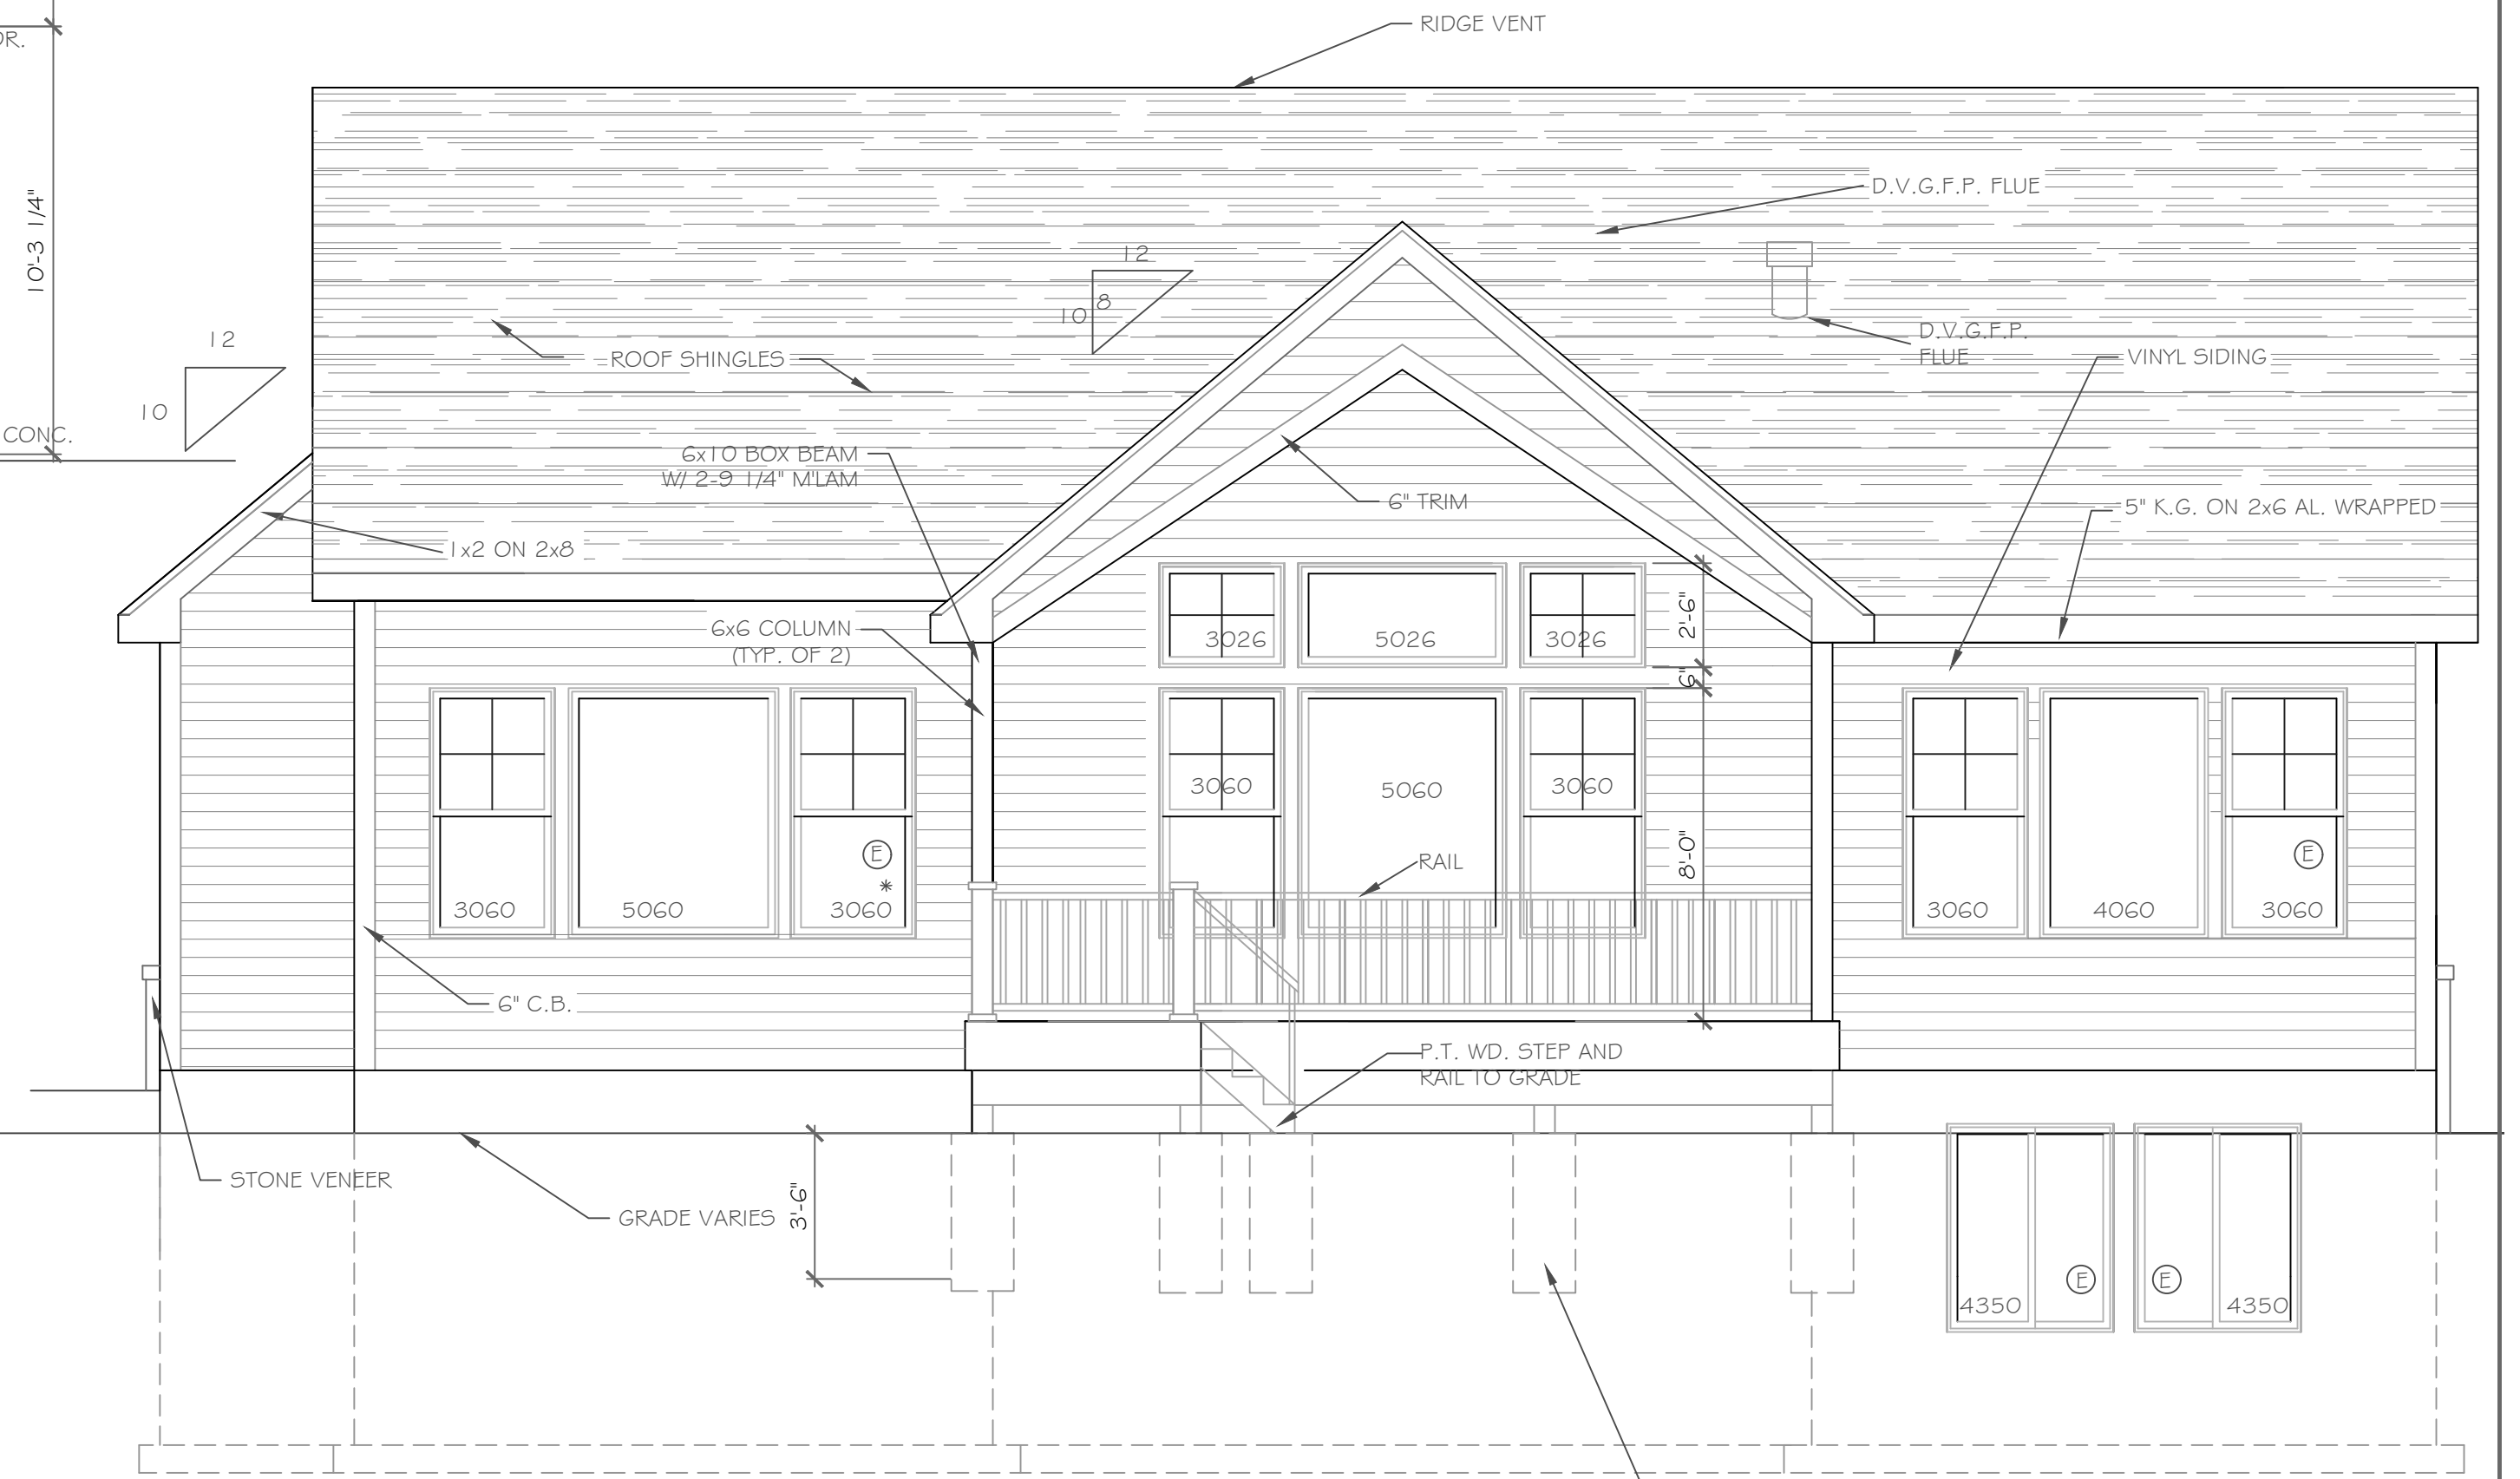 RIDGE VENT
OR.
10'-3 1/4"
D.V.G.F.P. FLUE
12
8
10
D.V.G.F.P.
FLUE
12
10
ROOF SHINGLES
VINYL SIDING
CONC.
6x10 BOX BEAM
W/ 2-9 1/4" M'LAM
6" TRIM
5" K.G. ON 2x6 AL. WRAPPED
1x2 ON 2x8
6x6 COLUMN
(TYP. OF 2)
3026
5026
3026
2'-6"
6"
3060
5060
3060
8'-0"
RAIL
E
*
3060
5060
3060
E
3060
4060
3060
6" C.B.
P.T. WD. STEP AND
RAIL TO GRADE
STONE VENEER
GRADE VARIES
3'-6"
E
4350
E
4350